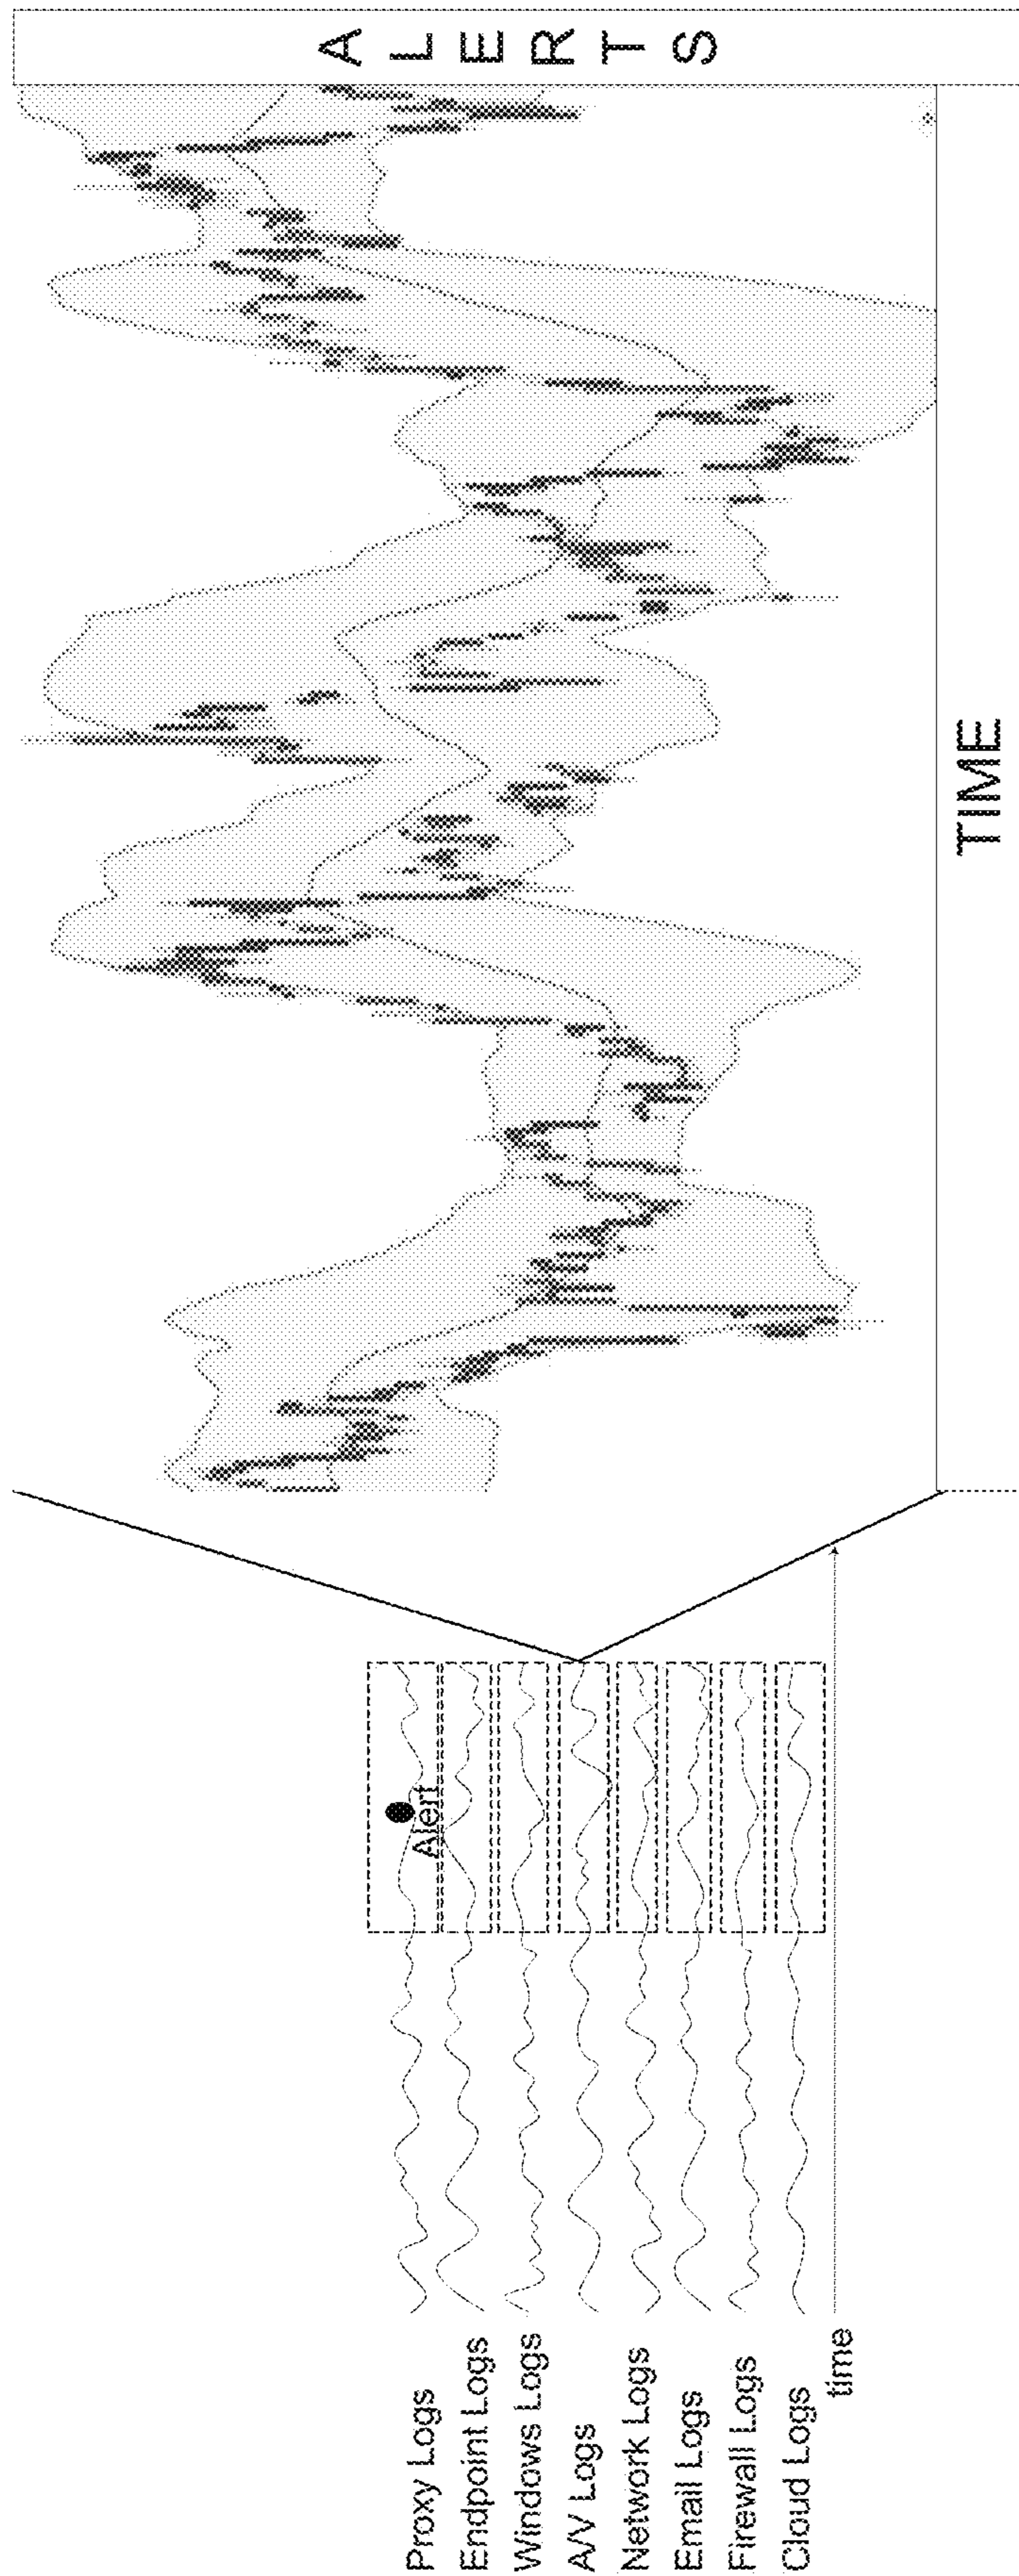 Proxy Logs
Endpoint Logs
Windows Logs
A/V Logs
Network Logs
Email Logs
Firewall Logs
Cloud Logs
time
Alert
ALERTS
TIME